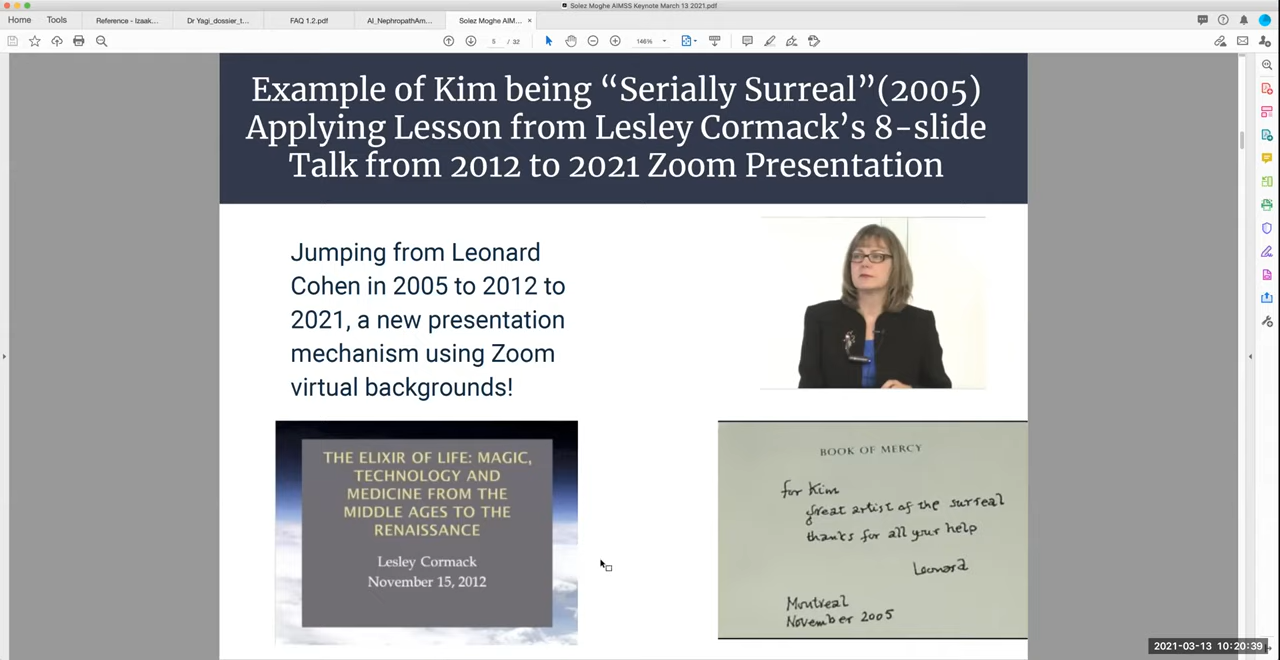 Solez Moghe AIMSS Keynote March 13 2021.pdf
Home Tools Reference - Izaak... Dr Yagi_dossier_t... FAQ 1.2.pdf AI_NephropathAm... Solez Moghe AIM... ×
5 / 32 146%
Example of Kim being “Serially Surreal”(2005)
Applying Lesson from Lesley Cormack’s 8-slide
Talk from 2012 to 2021 Zoom Presentation
Jumping from Leonard
Cohen in 2005 to 2012 to
2021, a new presentation
mechanism using Zoom
virtual backgrounds!
THE ELIXIR OF LIFE: MAGIC,
TECHNOLOGY AND
MEDICINE FROM THE
MIDDLE AGES TO THE
RENAISSANCE
Lesley Cormack
November 15, 2012
BOOK OF MERCY
for Kim
great artist of the surreal
thanks for all your help
Leonard
Montreal
November 2005
2021-03-13 10:20:39